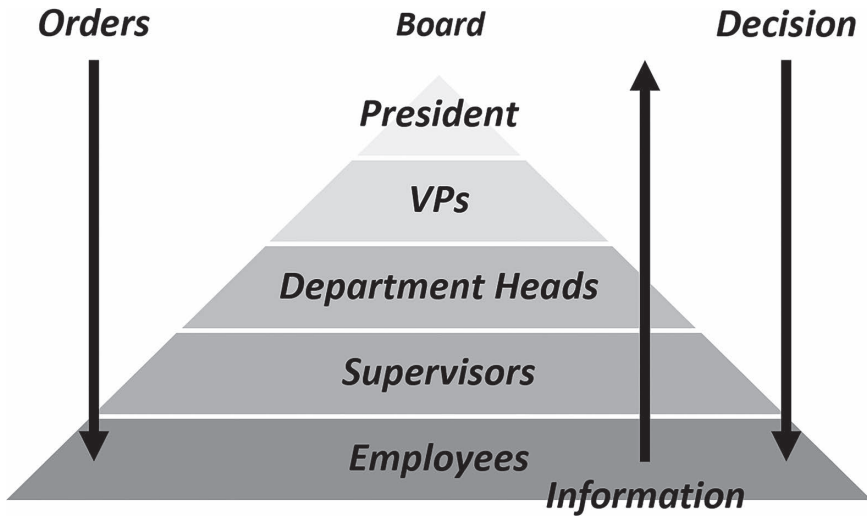 Orders
Board
Decision
President
VPs
Department Heads
Supervisors
Employees
Information